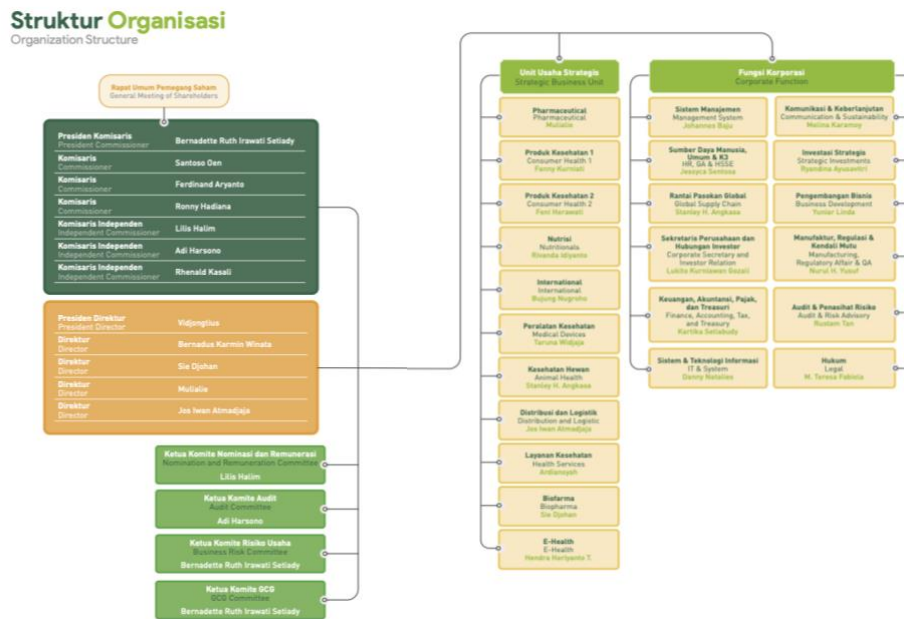 Struktur Organisasi
Organization Structure
Rapat Umum Pemegang Saham
General Meeting of Shareholders
Presiden Komisaris
President Commissioner
Bernadette Ruth Irawati Setiady
Komisaris
Commissioner
Santoso Oen
Komisaris
Commissioner
Ferdinand Aryanto
Komisaris
Commissioner
Ronny Hadiana
Komisaris Independen
Independent Commissioner
Lilis Halim
Komisaris Independen
Independent Commissioner
Adi Harsono
Komisaris Independen
Independent Commissioner
Rhenald Kasali
Presiden Direktur
President Director
Vidjongtius
Direktur
Director
Bernadus Karmin Winata
Direktur
Director
Sie Djohan
Direktur
Director
Mulialie
Direktur
Director
Jos Iwan Atmadjaja
Ketua Komite Nominasi dan Remunerasi
Nomination and Remuneration Committee
Lilis Halim
Ketua Komite Audit
Audit Committee
Adi Harsono
Ketua Komite Risiko Usaha
Business Risk Committee
Bernadette Ruth Irawati Setiady
Ketua Komite GCG
GCG Committee
Bernadette Ruth Irawati Setiady
Unit Usaha Strategis
Strategic Business Unit
Pharmaceutical
Pharmaceutical
Mulialie
Produk Kesehatan 1
Consumer Health 1
Fanny Kurniati
Produk Kesehatan 2
Consumer Health 2
Feni Herawati
Nutrisi
Nutritionals
Rivanda Idiyanto
International
International
Bujung Nugroho
Peralatan Kesehatan
Medical Devices
Taruna Widjaja
Kesehatan Hewan
Animal Health
Stanley H. Angkasa
Distribusi dan Logistik
Distribution and Logistic
Jos Iwan Atmadjaja
Layanan Kesehatan
Health Services
Ardiansyah
Biofarma
Biopharma
Sie Djohan
E-Health
E-Health
Hendra Hariyanto T.
Fungsi Korporasi
Corporate Function
Sistem Manajemen
Management System
Johannes Baju
Sumber Daya Manusia,
Umum & K3
HR, GA & HSSE
Jessyca Sentosa
Rantai Pasokan Global
Global Supply Chain
Stanley H. Angkasa
Sekretaris Perusahaan dan
Hubungan Investor
Corporate Secretary and
Investor Relation
Lukito Kurniawan Gozali
Keuangan, Akuntansi, Pajak,
dan Treasuri
Finance, Accounting, Tax,
and Treasury
Kartika Setiabudy
Sistem & Teknologi Informasi
IT & System
Danny Natalies
Komunikasi & Keberlanjutan
Communication & Sustainability
Melina Karamoy
Investasi Strategis
Strategic Investments
Ryandina
Pengembangan Bisnis
Business Development
Yuniar Linda
Manufaktur, Regulasi &
Kendali Mutu
Manufacturing,
Regulatory Affair & QA
Nurul H. Yusuf
Audit & Penasihat Risiko
Audit & Risk Advisory
Rustam Tan
Hukum
Legal
M. Teresa Fabiola